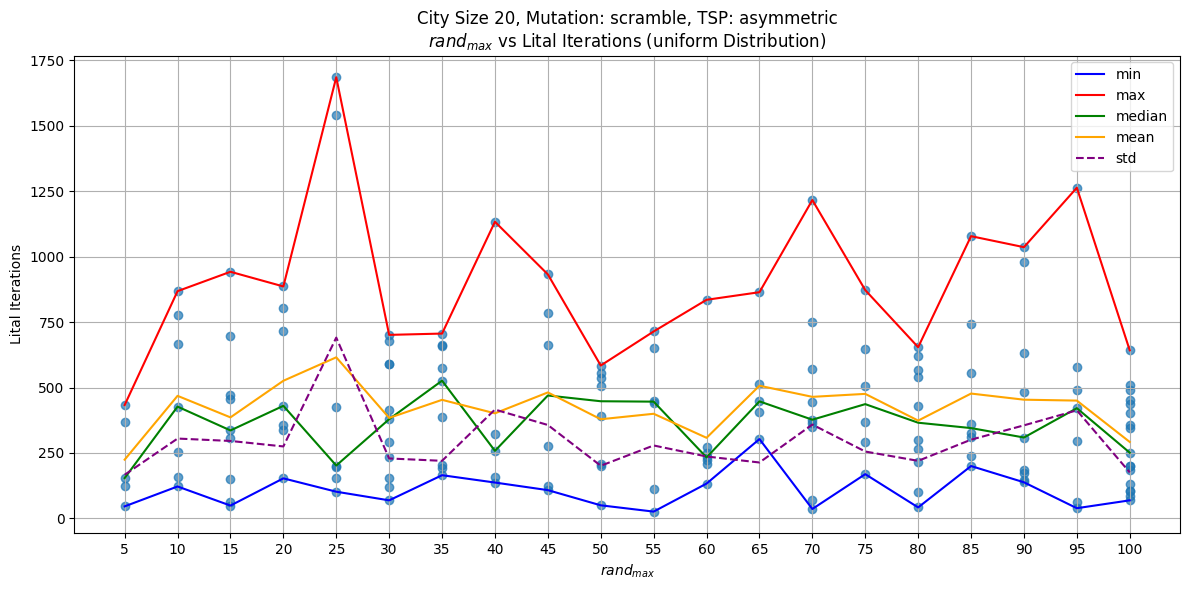 City Size 20, Mutation: scramble, TSP: asymmetric
rand_max vs Lital Iterations (uniform Distribution)
1750
1500
1250
1000
750
500
250
0
Lital Iterations
min
max
median
mean
std
5 10 15 20 25 30 35 40 45 50 55 60 65 70 75 80 85 90 95 100
rand_max